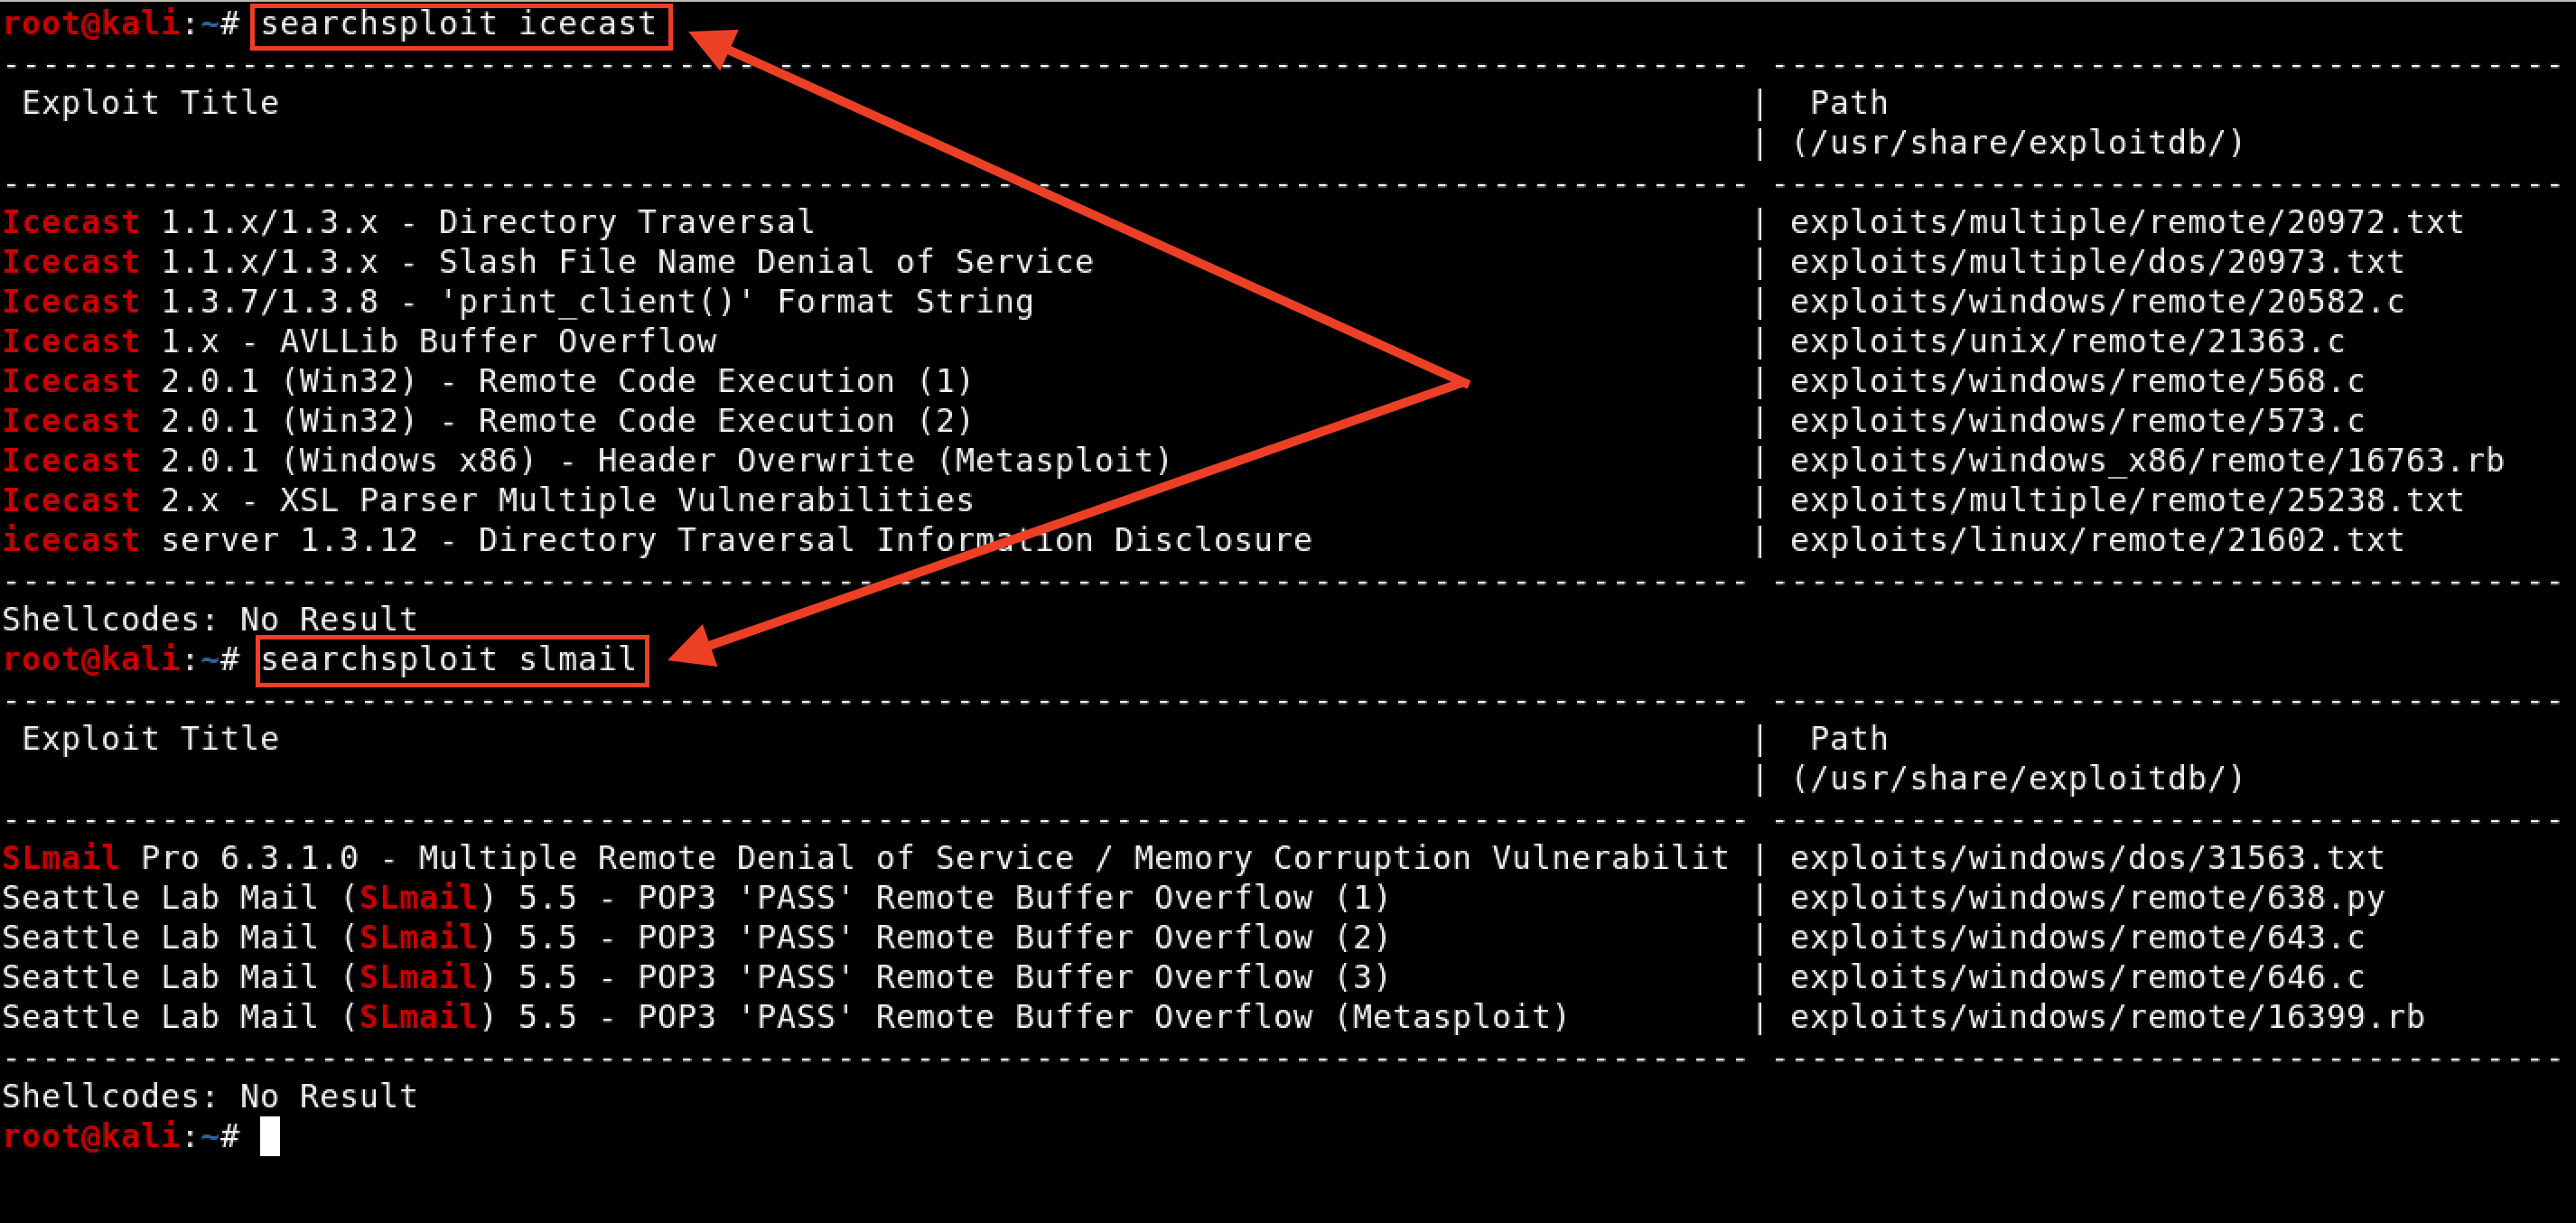 root@kali:~# searchsploit icecast
--------------------------------------------------------------------------------------- ----------------------------------------
 Exploit Title                                                                          |  Path
                                                                                        | (/usr/share/exploitdb/)
--------------------------------------------------------------------------------------- ----------------------------------------
Icecast 1.1.x/1.3.x - Directory Traversal                                               | exploits/multiple/remote/20972.txt
Icecast 1.1.x/1.3.x - Slash File Name Denial of Service                                 | exploits/multiple/dos/20973.txt
Icecast 1.3.7/1.3.8 - 'print_client()' Format String                                    | exploits/windows/remote/20582.c
Icecast 1.x - AVLLib Buffer Overflow                                                    | exploits/unix/remote/21363.c
Icecast 2.0.1 (Win32) - Remote Code Execution (1)                                       | exploits/windows/remote/568.c
Icecast 2.0.1 (Win32) - Remote Code Execution (2)                                       | exploits/windows/remote/573.c
Icecast 2.0.1 (Windows x86) - Header Overwrite (Metasploit)                             | exploits/windows_x86/remote/16763.rb
Icecast 2.x - XSL Parser Multiple Vulnerabilities                                       | exploits/multiple/remote/25238.txt
icecast server 1.3.12 - Directory Traversal Information Disclosure                      | exploits/linux/remote/21602.txt
--------------------------------------------------------------------------------------- ----------------------------------------
Shellcodes: No Result
root@kali:~# searchsploit slmail
--------------------------------------------------------------------------------------- ----------------------------------------
 Exploit Title                                                                          |  Path
                                                                                        | (/usr/share/exploitdb/)
--------------------------------------------------------------------------------------- ----------------------------------------
SLmail Pro 6.3.1.0 - Multiple Remote Denial of Service / Memory Corruption Vulnerabilit | exploits/windows/dos/31563.txt
Seattle Lab Mail (SLmail) 5.5 - POP3 'PASS' Remote Buffer Overflow (1)                  | exploits/windows/remote/638.py
Seattle Lab Mail (SLmail) 5.5 - POP3 'PASS' Remote Buffer Overflow (2)                  | exploits/windows/remote/643.c
Seattle Lab Mail (SLmail) 5.5 - POP3 'PASS' Remote Buffer Overflow (3)                  | exploits/windows/remote/646.c
Seattle Lab Mail (SLmail) 5.5 - POP3 'PASS' Remote Buffer Overflow (Metasploit)         | exploits/windows/remote/16399.rb
--------------------------------------------------------------------------------------- ----------------------------------------
Shellcodes: No Result
root@kali:~#